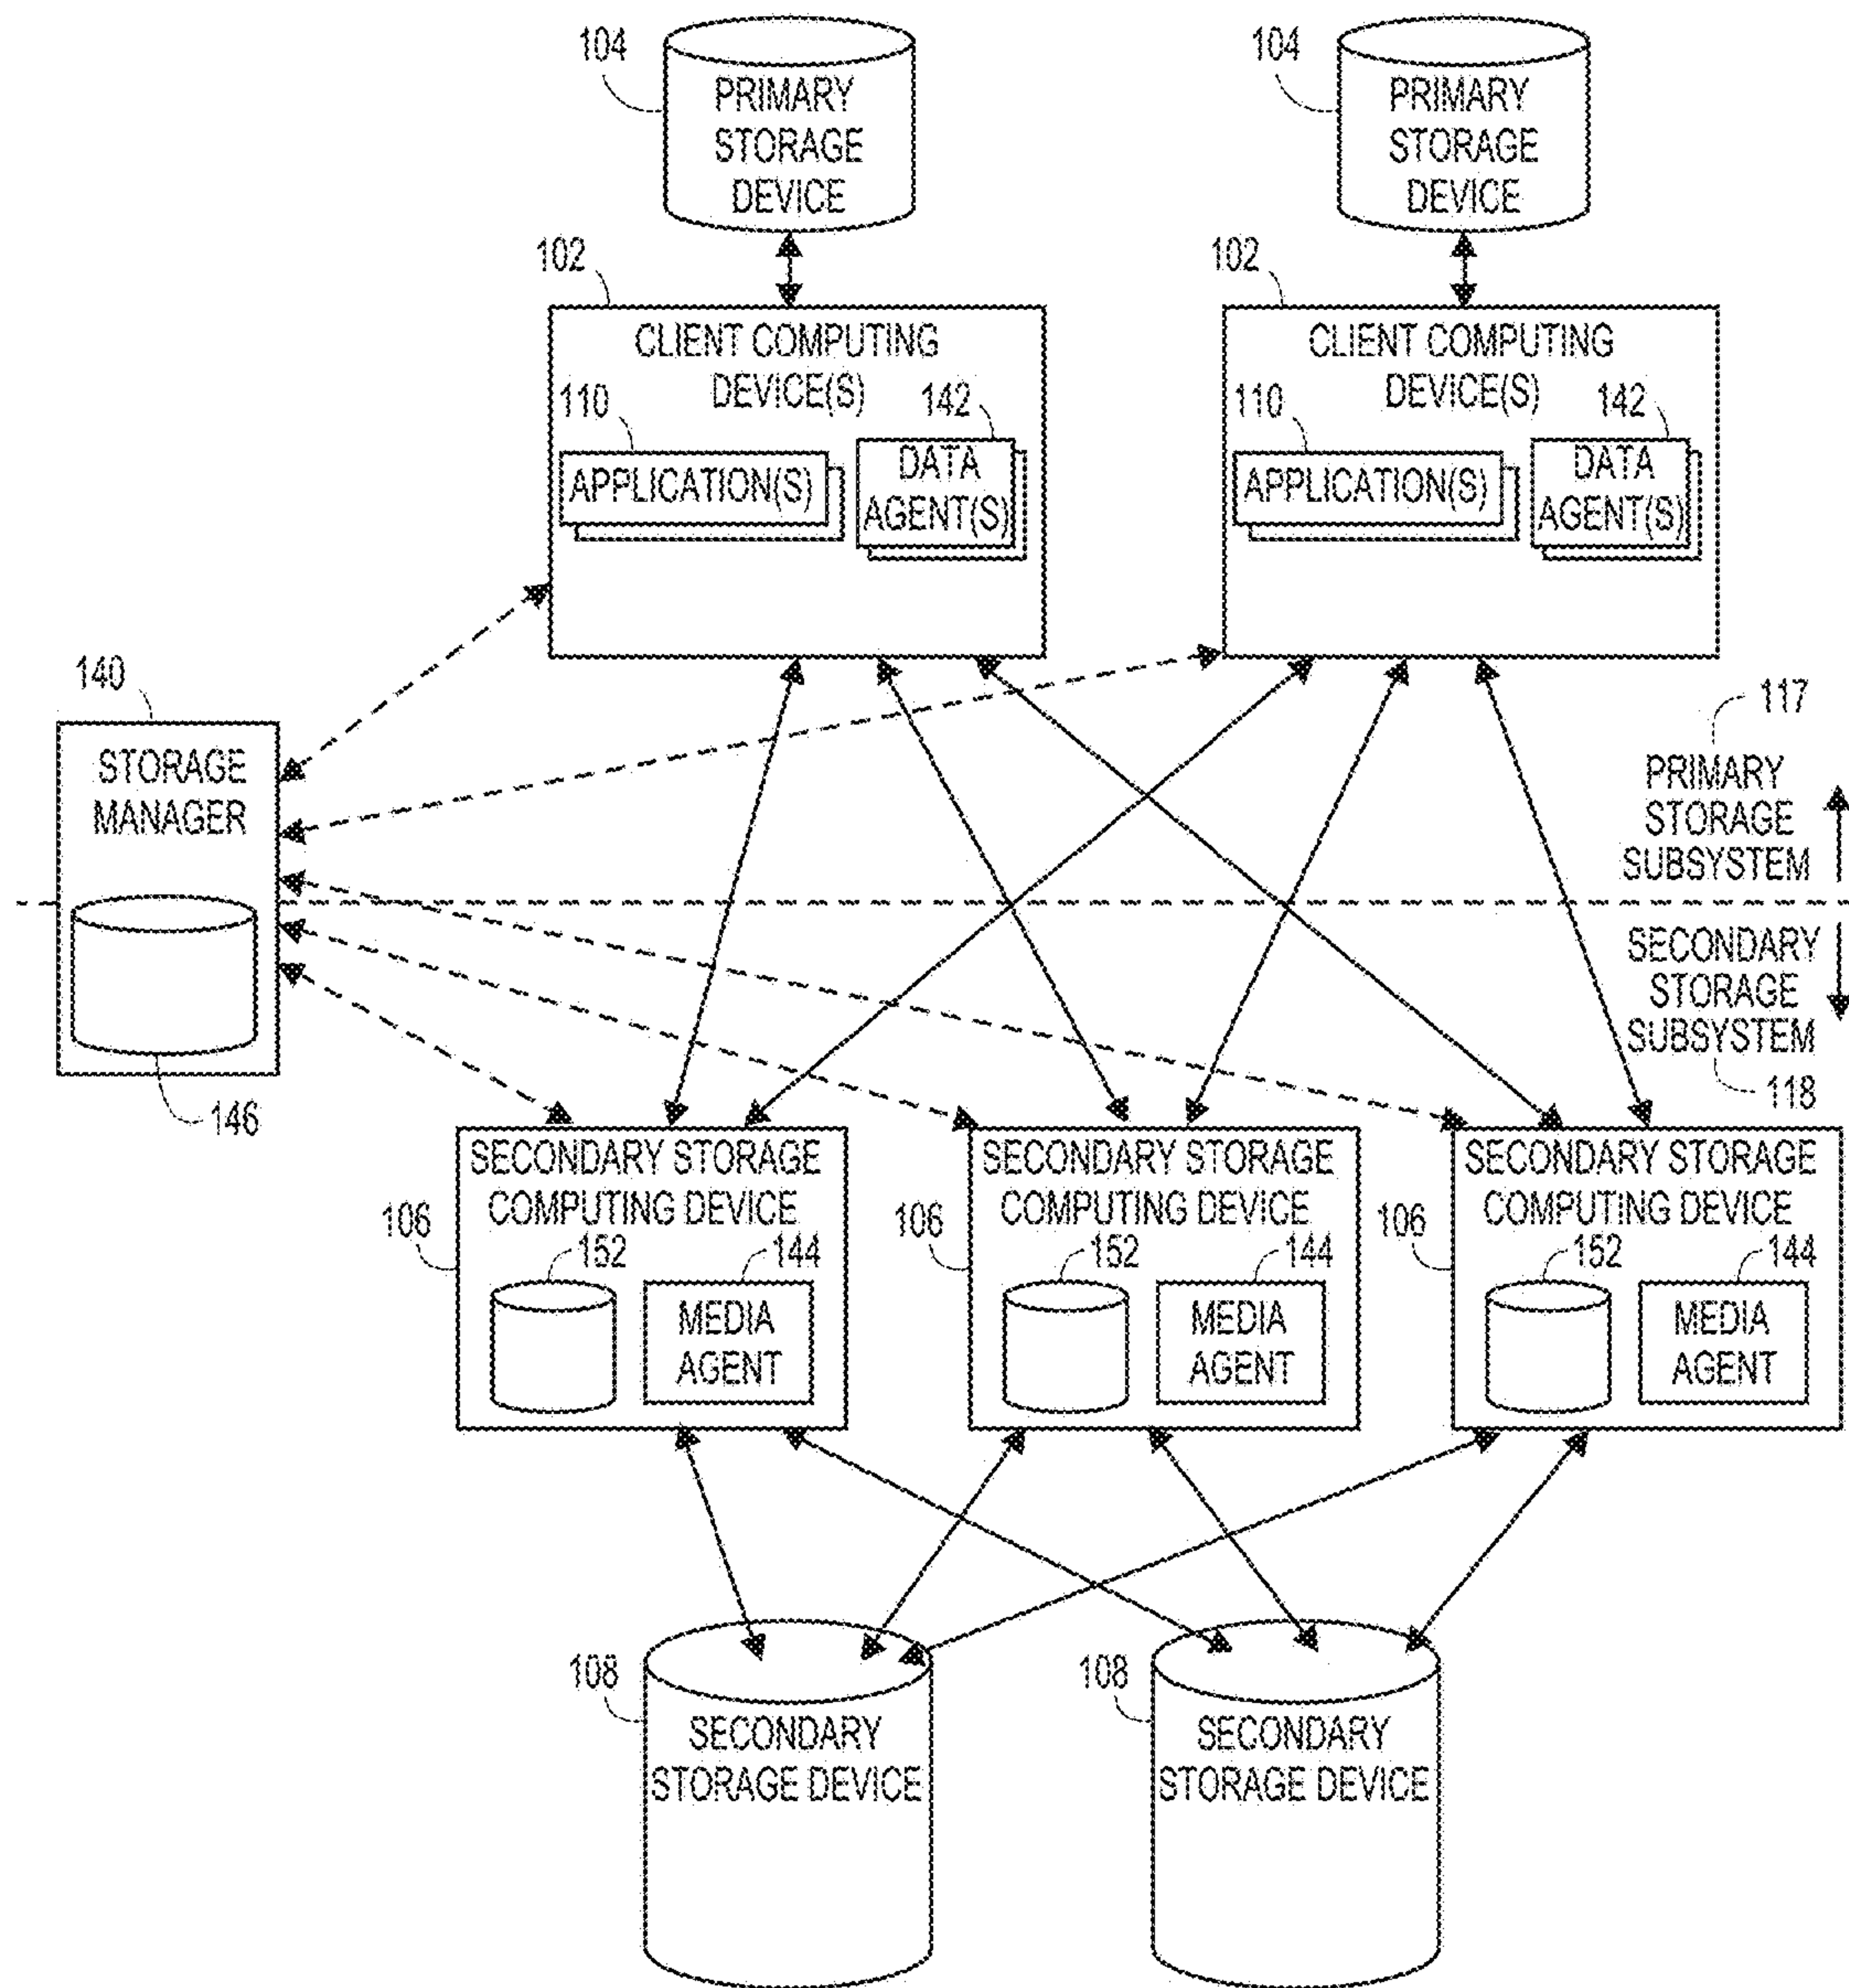 104
PRIMARY
STORAGE
DEVICE
104
PRIMARY
STORAGE
DEVICE
102
CLIENT COMPUTING
DEVICE(S)
110
APPLICATION(S)
142
DATA
AGENT(S)
102
CLIENT COMPUTING
DEVICE(S)
110
APPLICATION(S)
142
DATA
AGENT(S)
140
STORAGE
MANAGER
146
117
PRIMARY
STORAGE
SUBSYSTEM
SECONDARY
STORAGE
SUBSYSTEM
118
106
SECONDARY STORAGE
COMPUTING DEVICE
152
144
MEDIA
AGENT
106
SECONDARY STORAGE
COMPUTING DEVICE
152
144
MEDIA
AGENT
106
SECONDARY STORAGE
COMPUTING DEVICE
152
144
MEDIA
AGENT
108
SECONDARY
STORAGE DEVICE
108
SECONDARY
STORAGE DEVICE